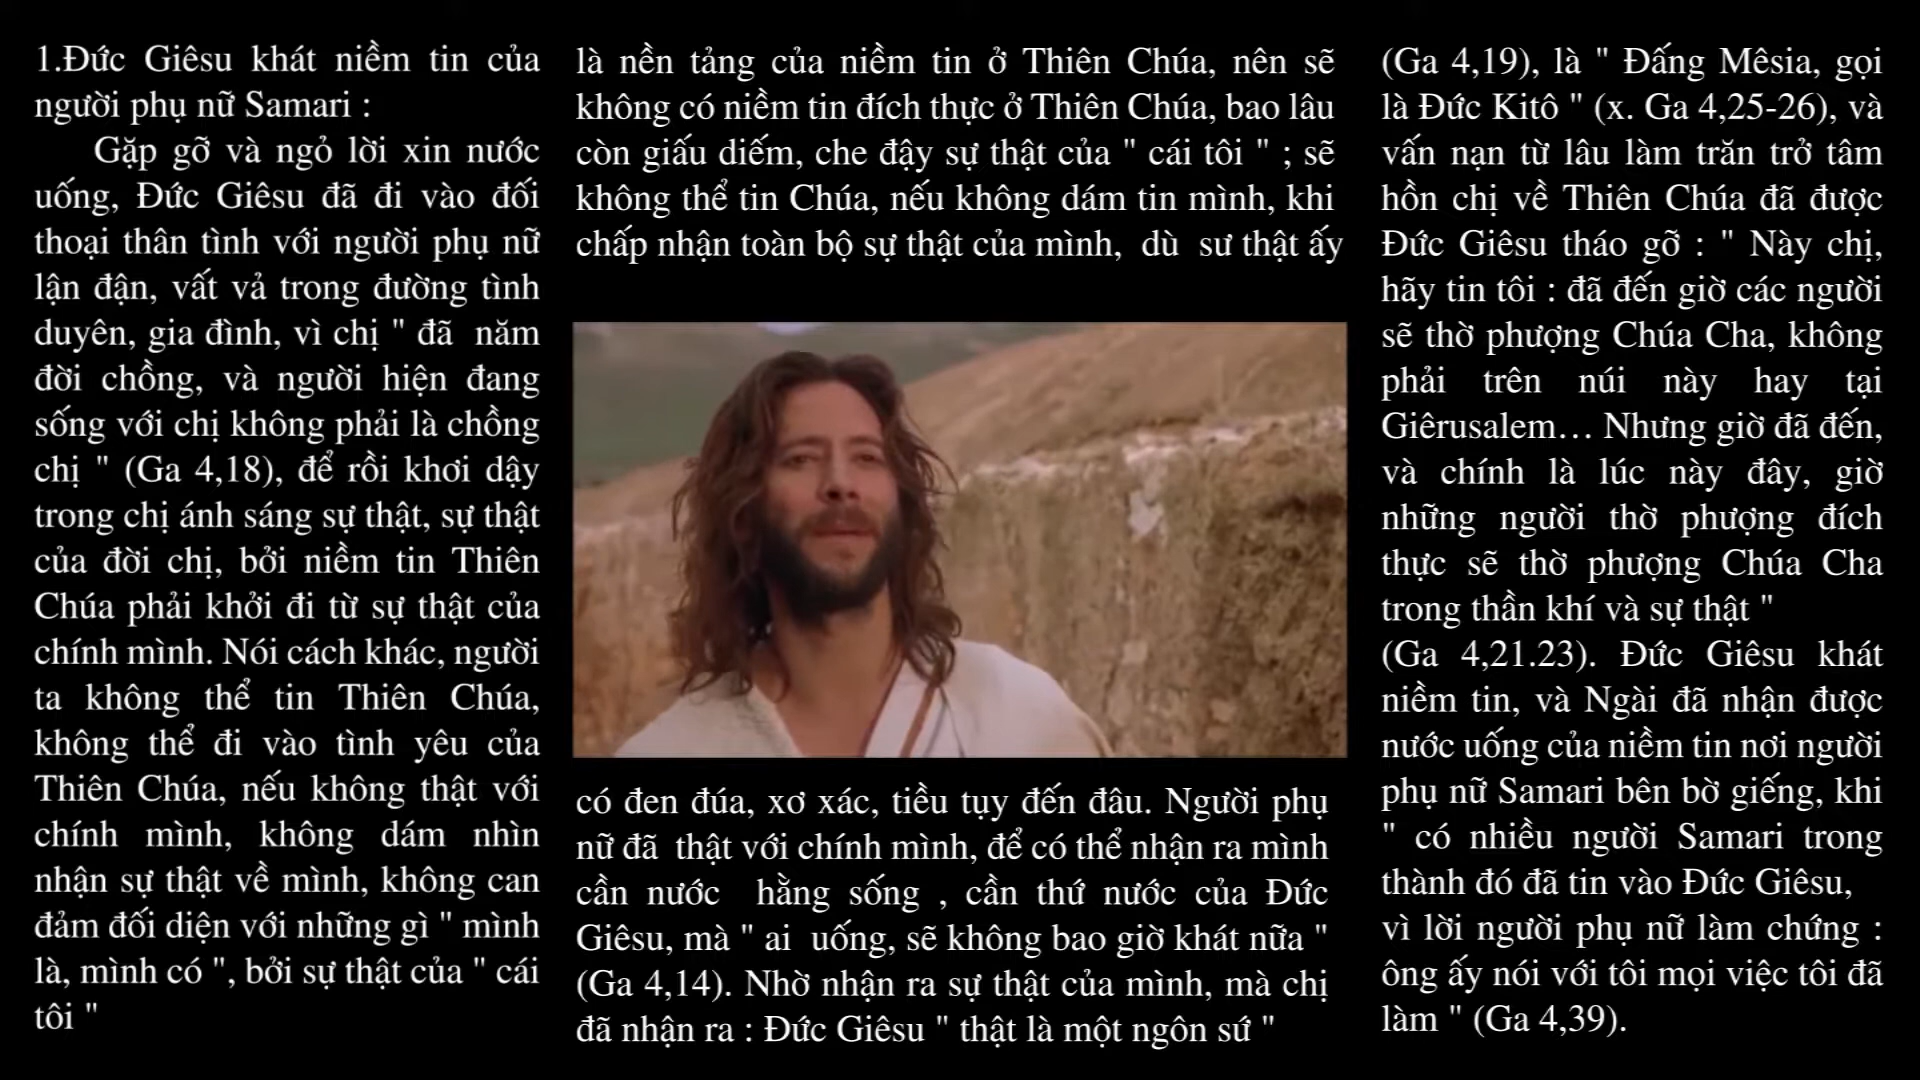 1.Đức Giêsu khát niềm tin của
người phụ nữ Samari :
Gặp gỡ và ngỏ lời xin nước
uống, Đức Giêsu đã đi vào đối
thoại thân tình với người phụ nữ
lận đận, vất vả trong đường tình
duyên, gia đình, vì chị " đã năm
đời chồng, và người hiện đang
sống với chị không phải là chồng
chị " (Ga 4,18), để rồi khơi dậy
trong chị ánh sáng sự thật, sự thật
của đời chị, bởi niềm tin Thiên
Chúa phải khởi đi từ sự thật của
chính mình. Nói cách khác, người
ta không thể tin Thiên Chúa,
không thể đi vào tình yêu của
Thiên Chúa, nếu không thật với
chính mình, không dám nhìn
nhận sự thật về mình, không can
đảm đối diện với những gì " mình
là, mình có ", bởi sự thật của " cái
tôi "
là nền tảng của niềm tin ở Thiên Chúa, nên sẽ
không có niềm tin đích thực ở Thiên Chúa, bao lâu
còn giấu diếm, che đậy sự thật của " cái tôi " ; sẽ
không thể tin Chúa, nếu không dám tin mình, khi
chấp nhận toàn bộ sự thật của mình, dù sư thật ấy
có đen đúa, xơ xác, tiều tụy đến đâu. Người phụ
nữ đã thật với chính mình, để có thể nhận ra mình
cần nước hằng sống , cần thứ nước của Đức
Giêsu, mà " ai uống, sẽ không bao giờ khát nữa "
(Ga 4,14). Nhờ nhận ra sự thật của mình, mà chị
đã nhận ra : Đức Giêsu " thật là một ngôn sứ "
(Ga 4,19), là " Đấng Mêsia, gọi
là Đức Kitô " (x. Ga 4,25-26), và
vấn nạn từ lâu làm trăn trở tâm
hồn chị về Thiên Chúa đã được
Đức Giêsu tháo gỡ : " Này chị,
hãy tin tôi : đã đến giờ các người
sẽ thờ phượng Chúa Cha, không
phải trên núi này hay tại
Giêrusalem… Nhưng giờ đã đến,
và chính là lúc này đây, giờ
những người thờ phượng đích
thực sẽ thờ phượng Chúa Cha
trong thần khí và sự thật "
(Ga 4,21.23). Đức Giêsu khát
niềm tin, và Ngài đã nhận được
nước uống của niềm tin nơi người
phụ nữ Samari bên bờ giếng, khi
" có nhiều người Samari trong
thành đó đã tin vào Đức Giêsu,
vì lời người phụ nữ làm chứng :
ông ấy nói với tôi mọi việc tôi đã
làm " (Ga 4,39).